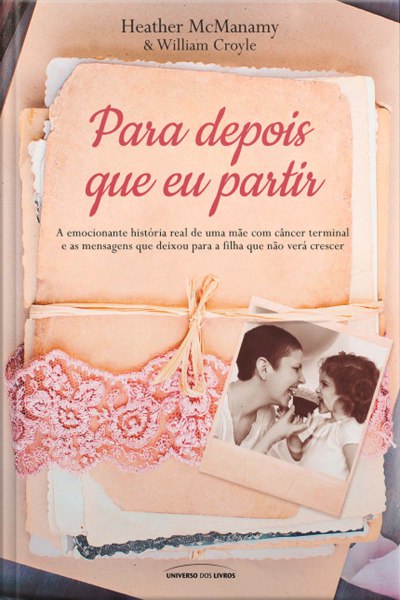 Heather McManamy
& William Croyle
Para depois
que eu partir
A emocionante história real de uma mãe com câncer terminal
e as mensagens que deixou para a filha que não verá crescer
UNIVERSO DOS LIVROS